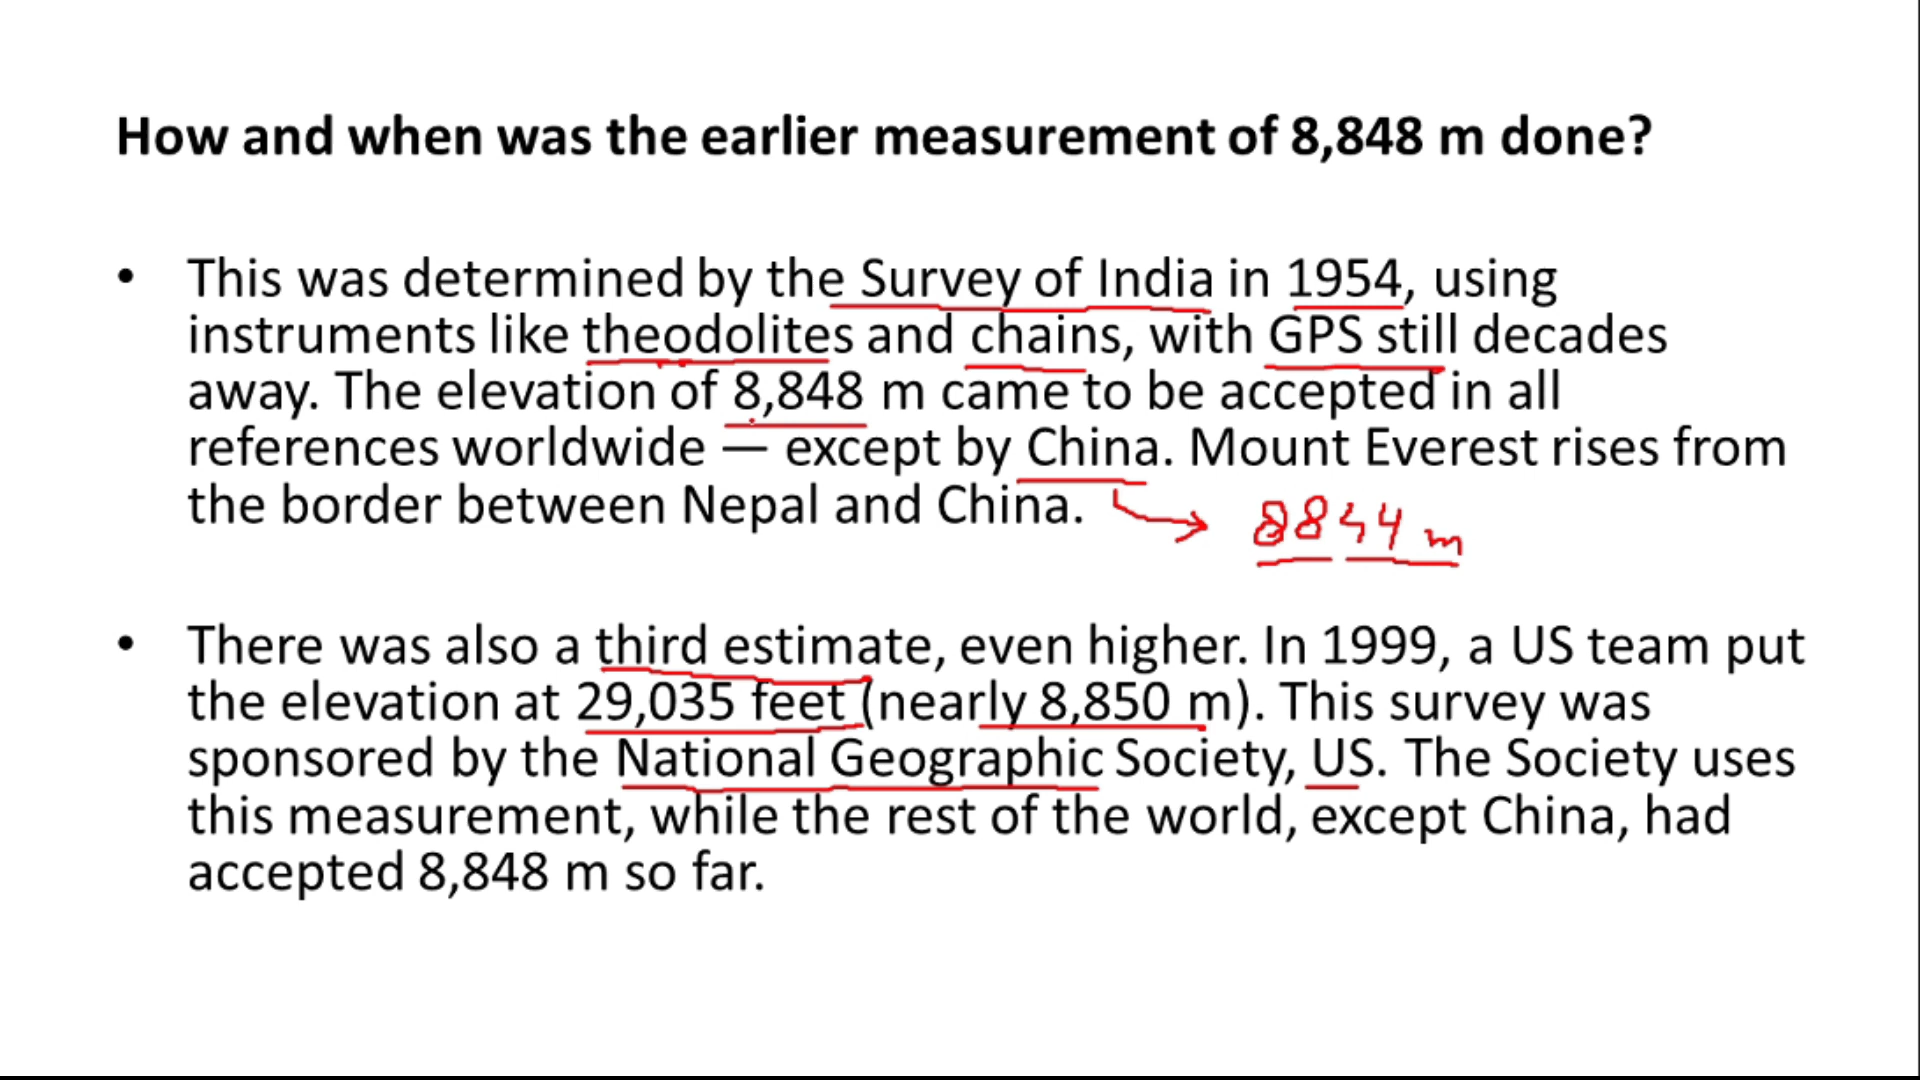 How and when was the earlier measurement of 8,848 m done?
• This was determined by the Survey of India in 1954, using
instruments like theodolites and chains, with GPS still decades
away. The elevation of 8,848 m came to be accepted in all
references worldwide — except by China. Mount Everest rises from
the border between Nepal and China.
8844 m
• There was also a third estimate, even higher. In 1999, a US team put
the elevation at 29,035 feet (nearly 8,850 m). This survey was
sponsored by the National Geographic Society, US. The Society uses
this measurement, while the rest of the world, except China, had
accepted 8,848 m so far.